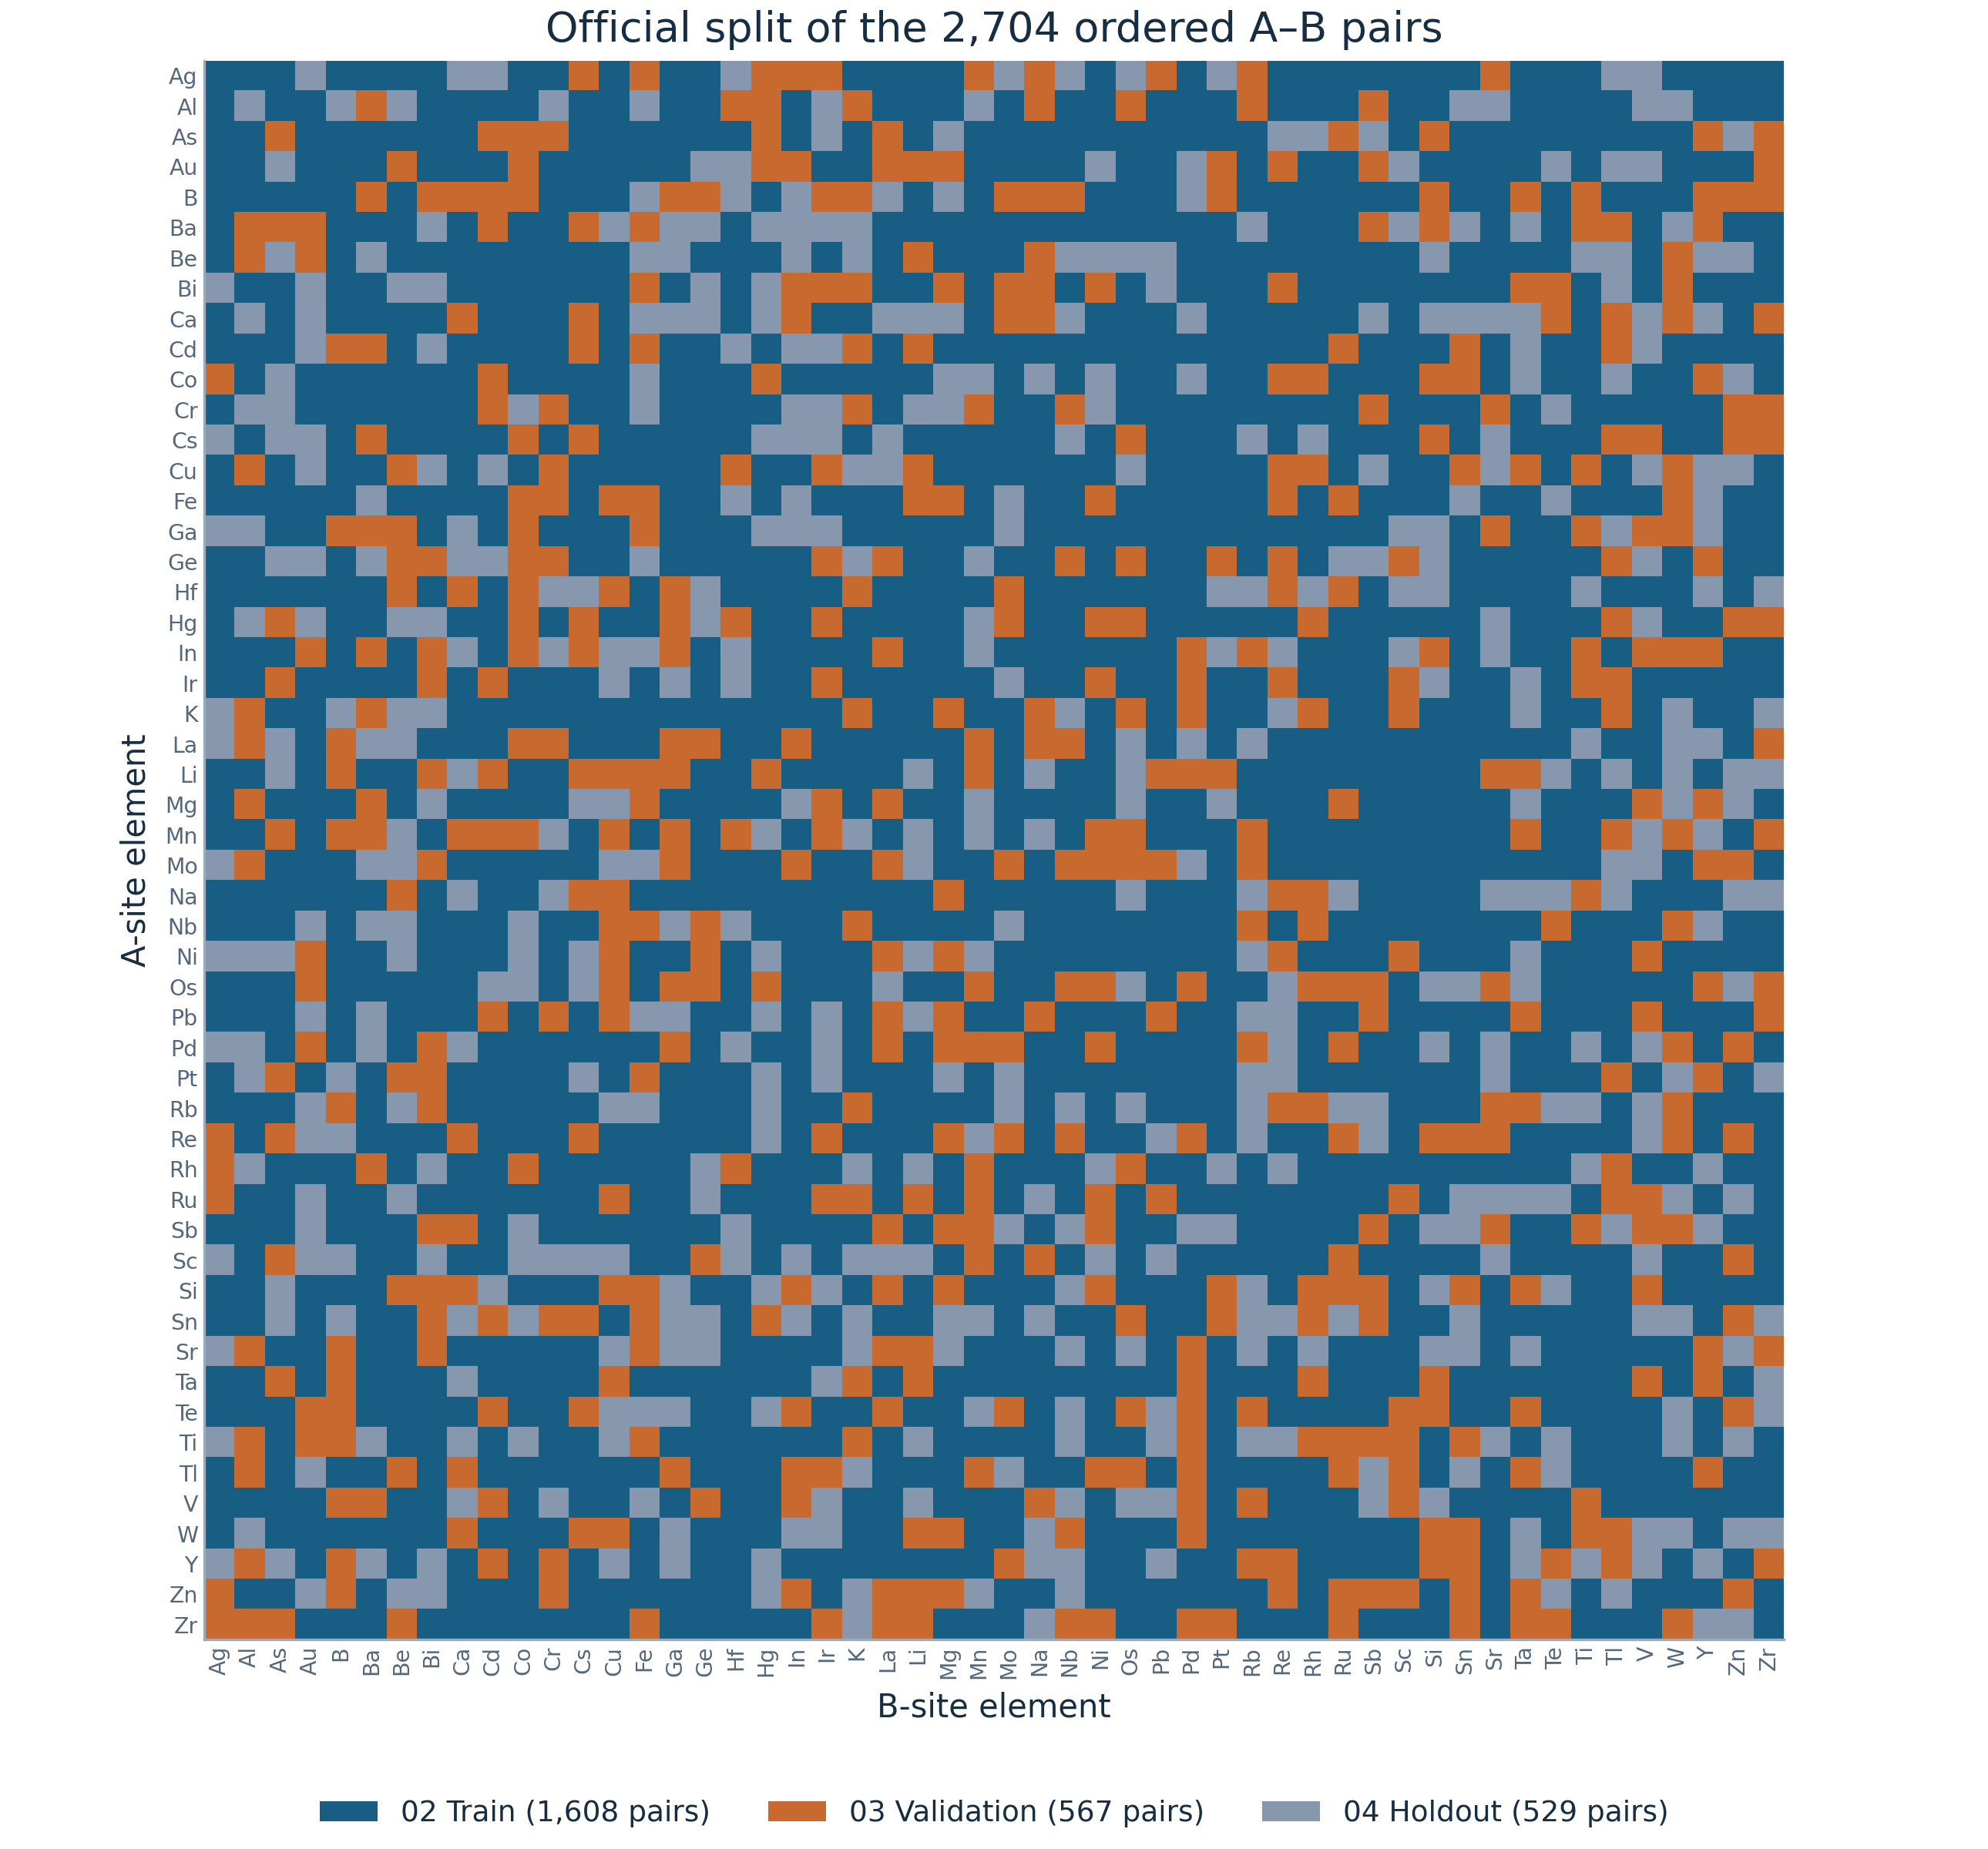 Official split of the 2,704 ordered A–B pairs
A-site element
Ag
Al
As
Au
B
Ba
Be
Bi
Ca
Cd
Co
Cr
Cs
Cu
Fe
Ga
Ge
Hf
Hg
In
Ir
K
La
Li
Mg
Mn
Mo
Na
Nb
Ni
Os
Pb
Pd
Pt
Rb
Re
Rh
Ru
Sb
Sc
Si
Sn
Sr
Ta
Te
Ti
Tl
V
W
Y
Zn
Zr
Ag Al As Au B Ba Be Bi Ca Cd Co Cr Cs Cu Fe Ga Ge Hf Hg In Ir K La Li Mg Mn Mo Na Nb Ni Os Pb Pd Pt Rb Re Rh Ru Sb Sc Si Sn Sr Ta Te Ti Tl V W Y Zn Zr
B-site element
02 Train (1,608 pairs) 03 Validation (567 pairs) 04 Holdout (529 pairs)